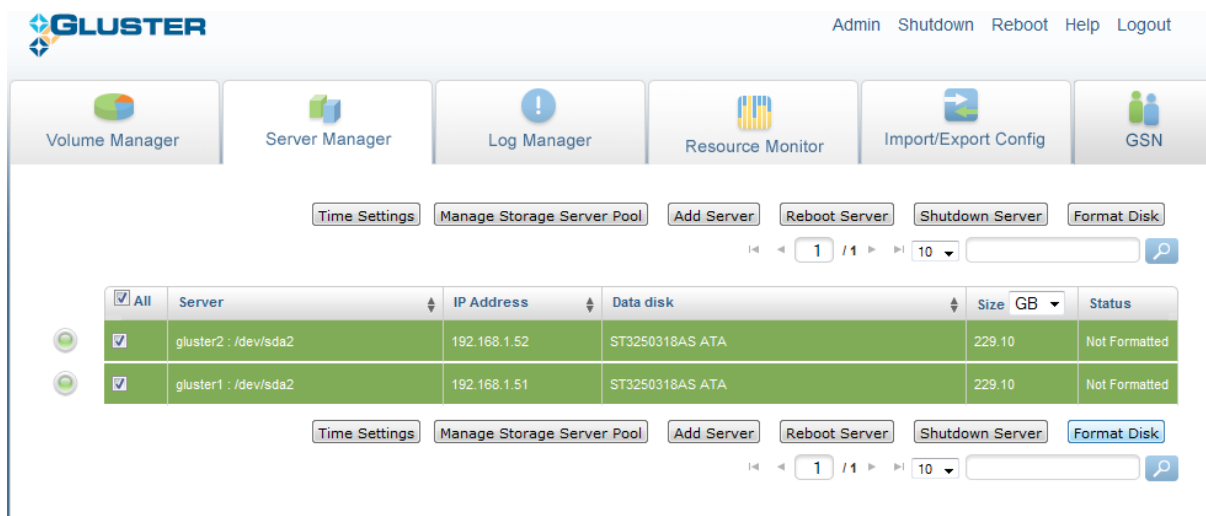 GLUSTER
Admin Shutdown Reboot Help Logout
Volume Manager Server Manager Log Manager Resource Monitor Import/Export Config GSN
Time Settings Manage Storage Server Pool Add Server Reboot Server Shutdown Server Format Disk
1 / 1 10
All Server IP Address Data disk Size GB Status
gluster2 : /dev/sda2 192.168.1.52 ST3250318AS ATA 229.10 Not Formatted
gluster1 : /dev/sda2 192.168.1.51 ST3250318AS ATA 229.10 Not Formatted
Time Settings Manage Storage Server Pool Add Server Reboot Server Shutdown Server Format Disk
1 / 1 10